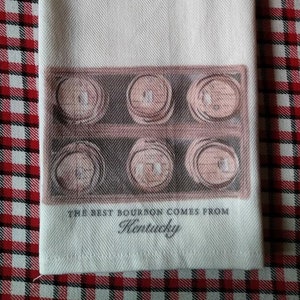 THE BEST BOURBON COMES FROM
Kentucky